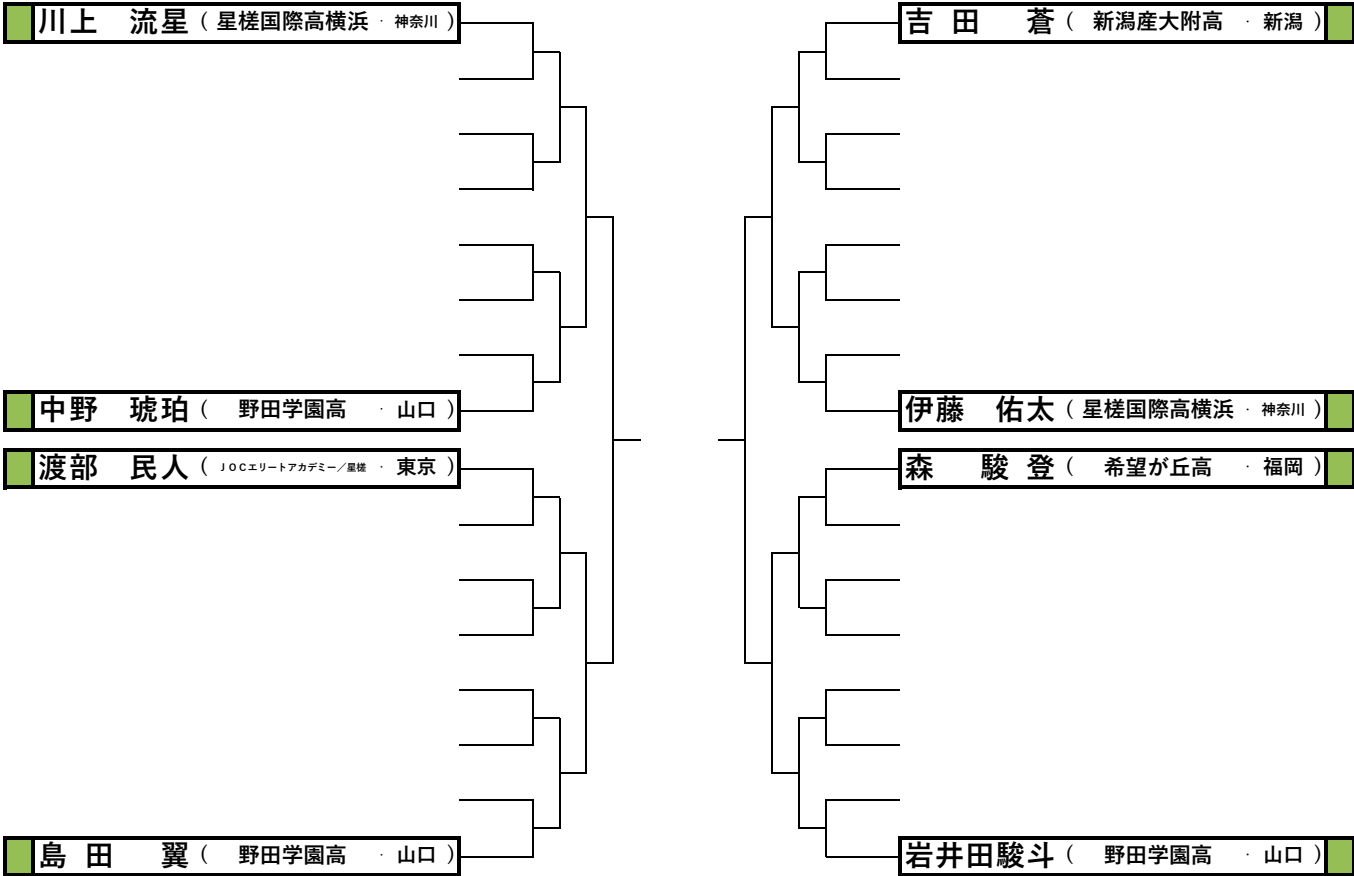 川上　流星（ 星槎国際高横浜 · 神奈川 ）
中野　琥珀（ 野田学園高 · 山口 ）
渡部　民人（ ＪＯＣエリートアカデミー／星槎 · 東京 ）
島田　翼（ 野田学園高 · 山口 ）
吉田　蒼（ 新潟産大附高 · 新潟 ）
伊藤　佑太（ 星槎国際高横浜 · 神奈川 ）
森　駿登（ 希望が丘高 · 福岡 ）
岩井田駿斗（ 野田学園高 · 山口 ）